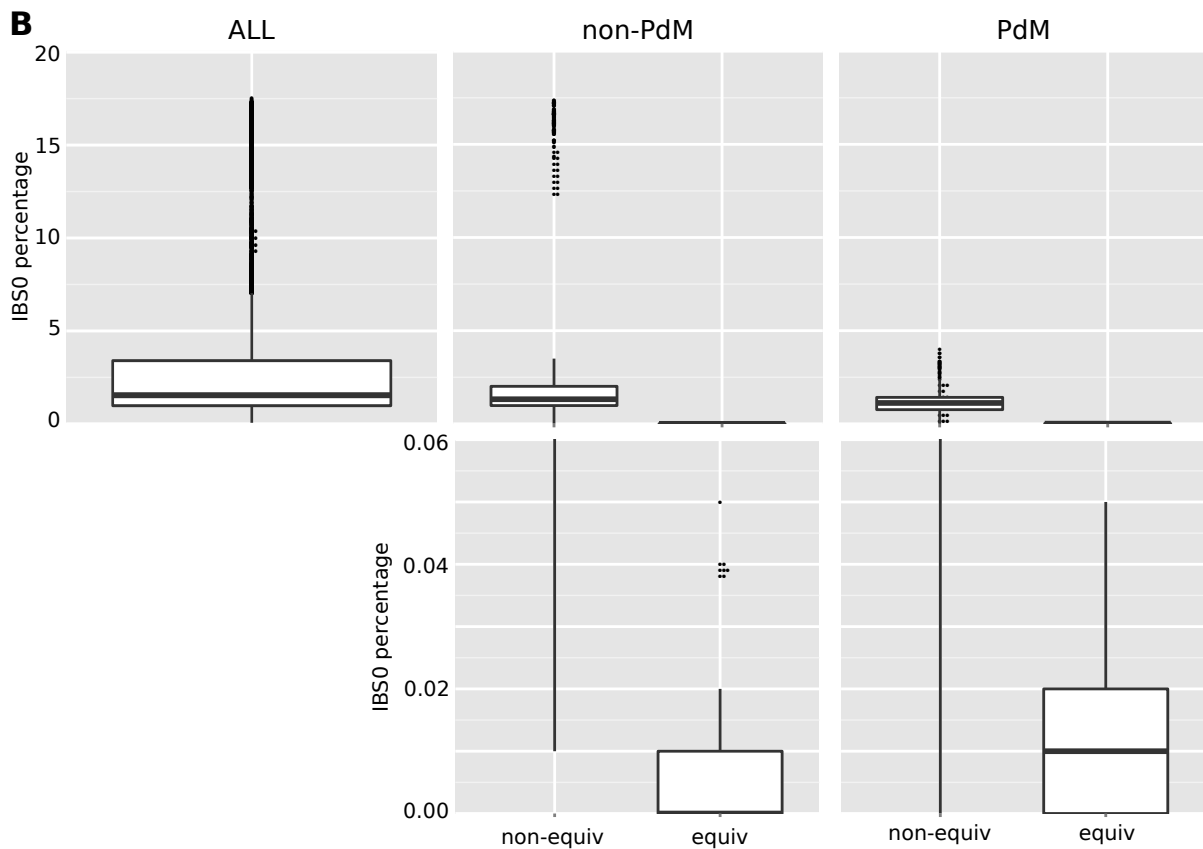 B
ALL
non-PdM
PdM
IBS0 percentage
20
15
10
5
0
IBS0 percentage
0.06
0.04
0.02
0.00
non-equiv
equiv
non-equiv
equiv